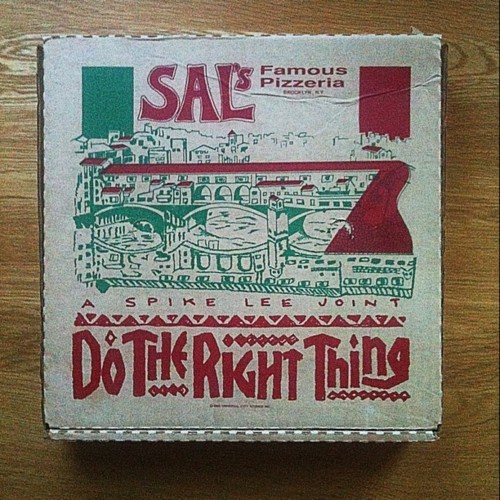 SAL's
Famous
Pizzeria
BROOKLYN, N.Y.
A SPIKE LEE JOINT
DO THE RIGHT THING